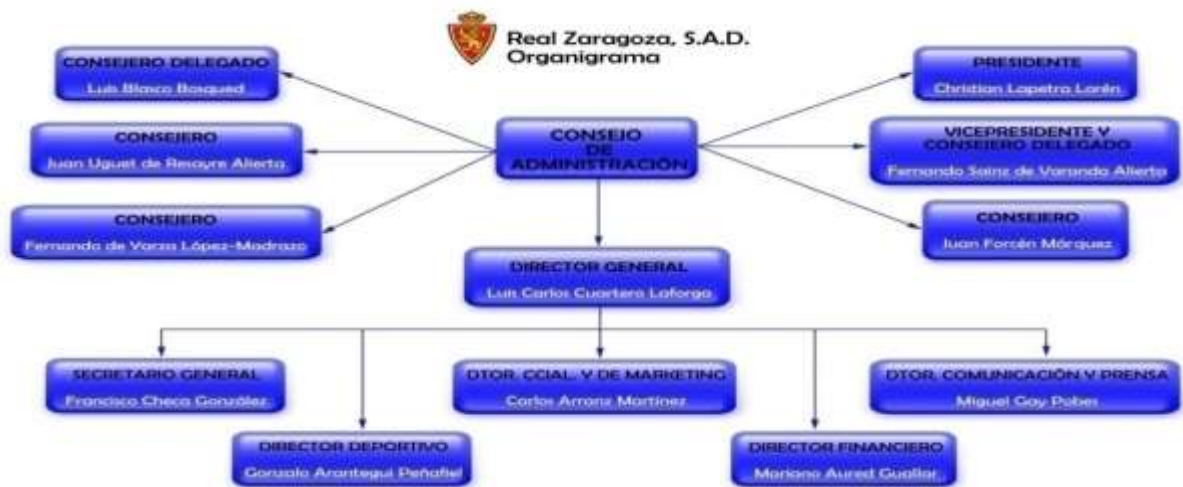 Real Zaragoza, S.A.D.
Organigrama
CONSEJERO DELEGADO
Luis Blasco Bosqued
PRESIDENTE
Christian Lapetra Lorén
CONSEJERO
Juan Uguet de Resayre Alierta
CONSEJO
DE
ADMINISTRACIÓN
VICEPRESIDENTE Y
CONSEJERO DELEGADO
Fernando Sainz de Varanda Alierta
CONSEJERO
Fernando de Yarza López-Madrazo
CONSEJERO
Juan Forcén Márquez
DIRECTOR GENERAL
Luis Carlos Cuartero Laforga
SECRETARIO GENERAL
Francisco Checa González
DTOR. CCIAL. Y DE MARKETING
Carlos Arranz Martínez
DTOR. COMUNICACIÓN Y PRENSA
Miguel Gay Pobes
DIRECTOR DEPORTIVO
Gonzalo Arantegui Peñafiel
DIRECTOR FINANCIERO
Mariano Aured Guallar